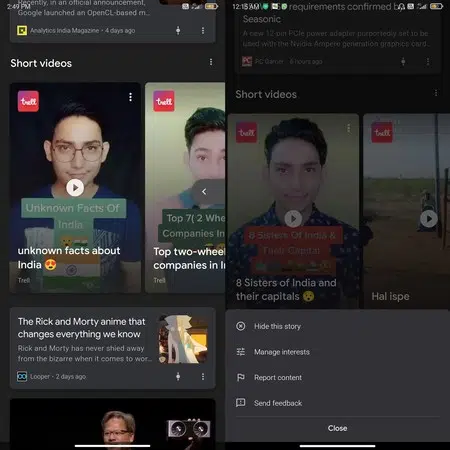 2:49 PM
Recently, in an official announcement,
Google launched an OpenCL-based m...
Analytics India Magazine • 4 days ago
Short videos
trell
Unknown Facts Of
India
unknown facts about
India 😍
Trell
trell
Top 7( 2 Whe
Companies In
Top two-wheel
companies in I
Trell
The Rick and Morty anime that
changes everything we know
Rick and Morty has never shied away
from the bizarre when it comes to wor...
Looper • 2 days ago
12:15 AM
requirements confirmed by
Seasonic
A new 12-pin PCIe power adapter purportedly set to be
used with the Nvidia Ampere generation graphics card...
PC Gamer • 8 hours ago
Short videos
trell
8 Sisters Of India &
Their Capital
8 Sisters of India and
their capitals 😯
trell
Hal ispe
Hide this story
Manage interests
Report content
Send feedback
Close